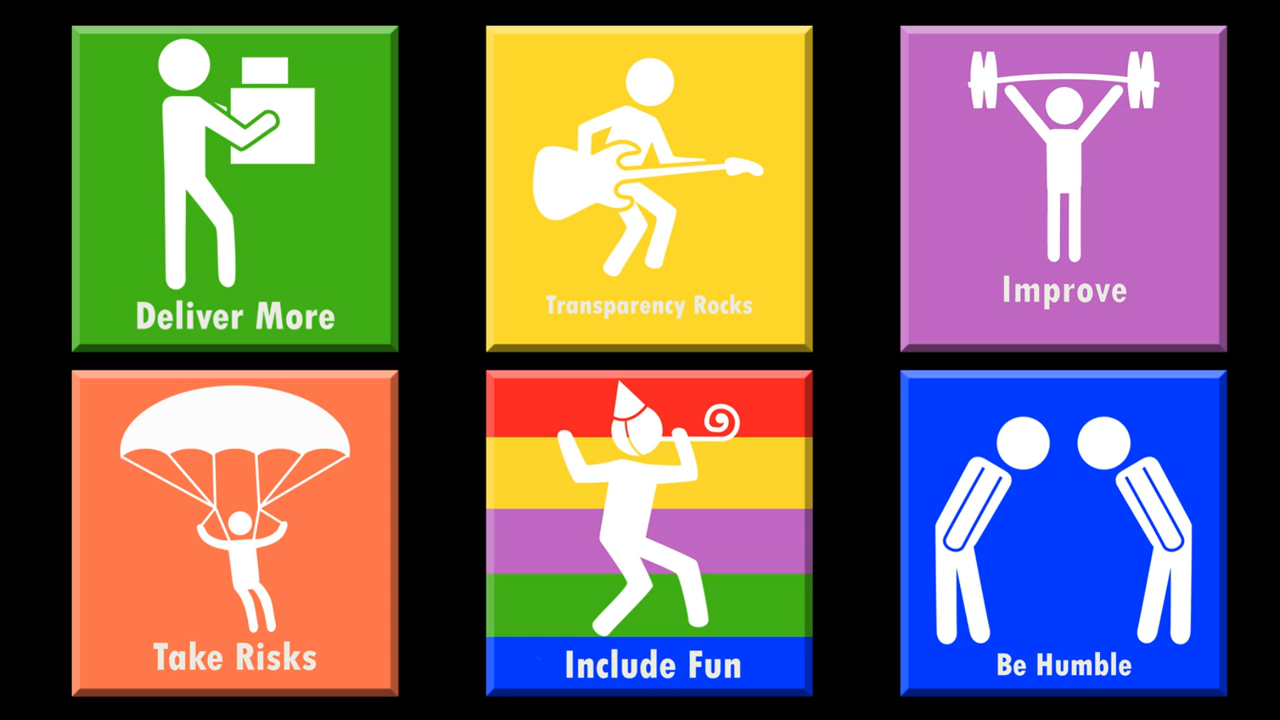 Deliver More
Transparency Rocks
Improve
Take Risks
Include Fun
Be Humble